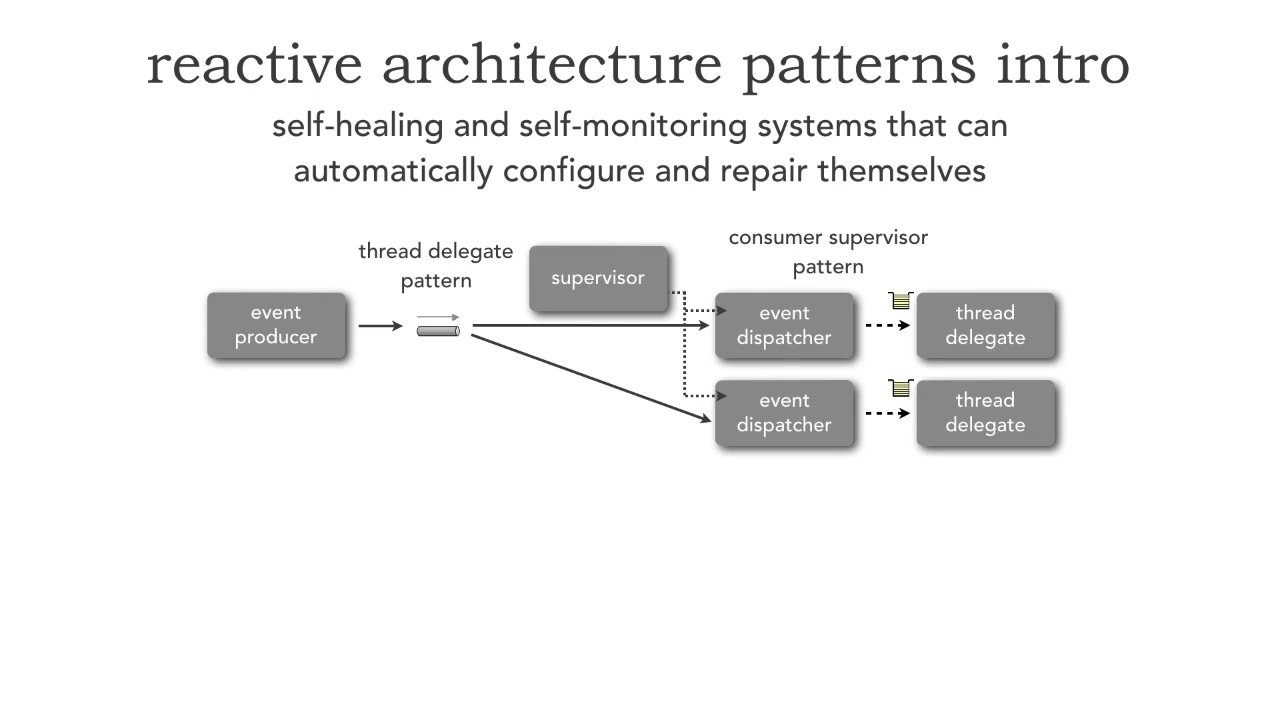 reactive architecture patterns intro
self-healing and self-monitoring systems that can
automatically configure and repair themselves
thread delegate
pattern
supervisor
consumer supervisor
pattern
event
producer
event
dispatcher
thread
delegate
event
dispatcher
thread
delegate